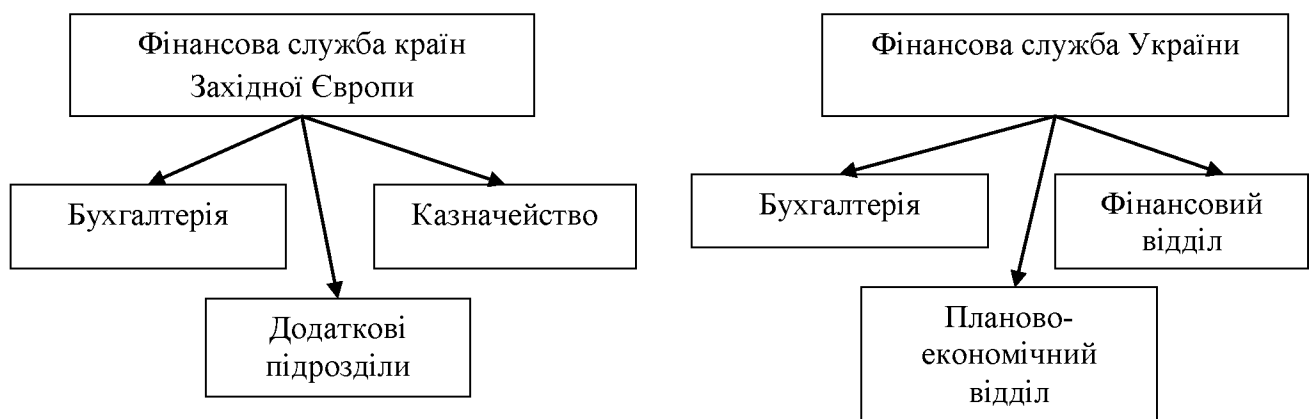 Фінансова служба країн
Західної Європи
Бухгалтерія
Казначейство
Додаткові
підрозділи
Фінансова служба України
Бухгалтерія
Фінансовий
відділ
Планово-
економічний
відділ